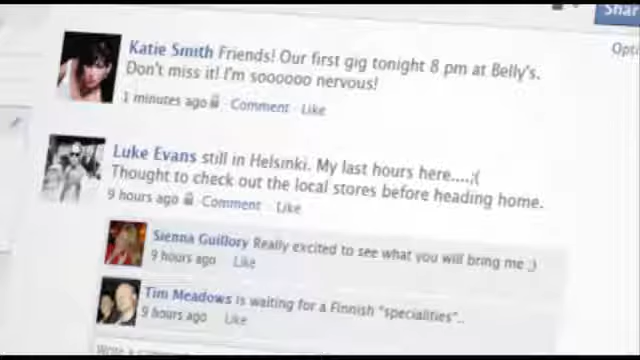 Shar
Opti
Katie Smith Friends! Our first gig tonight 8 pm at Belly's.
Don't miss it! I'm soooooo nervous!
1 minutes ago Comment Like
Luke Evans still in Helsinki. My last hours here....;(
Thought to check out the local stores before heading home.
9 hours ago Comment Like
Sienna Guillory Really excited to see what you will bring me ;)
9 hours ago Like
Tim Meadows is waiting for a Finnish "specialities"..
9 hours ago Like
Write a comm